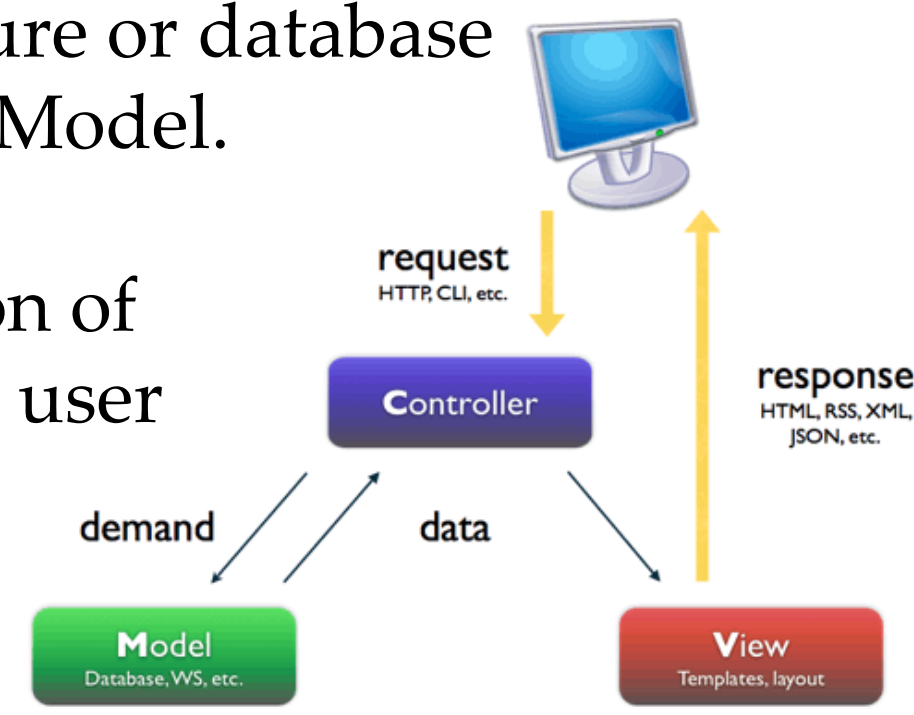 ure or database
Model.
on of
user
request
HTTP, CLI, etc.
Controller
response
HTML, RSS, XML,
JSON, etc.
demand
data
Model
Database, WS, etc.
View
Templates, layout